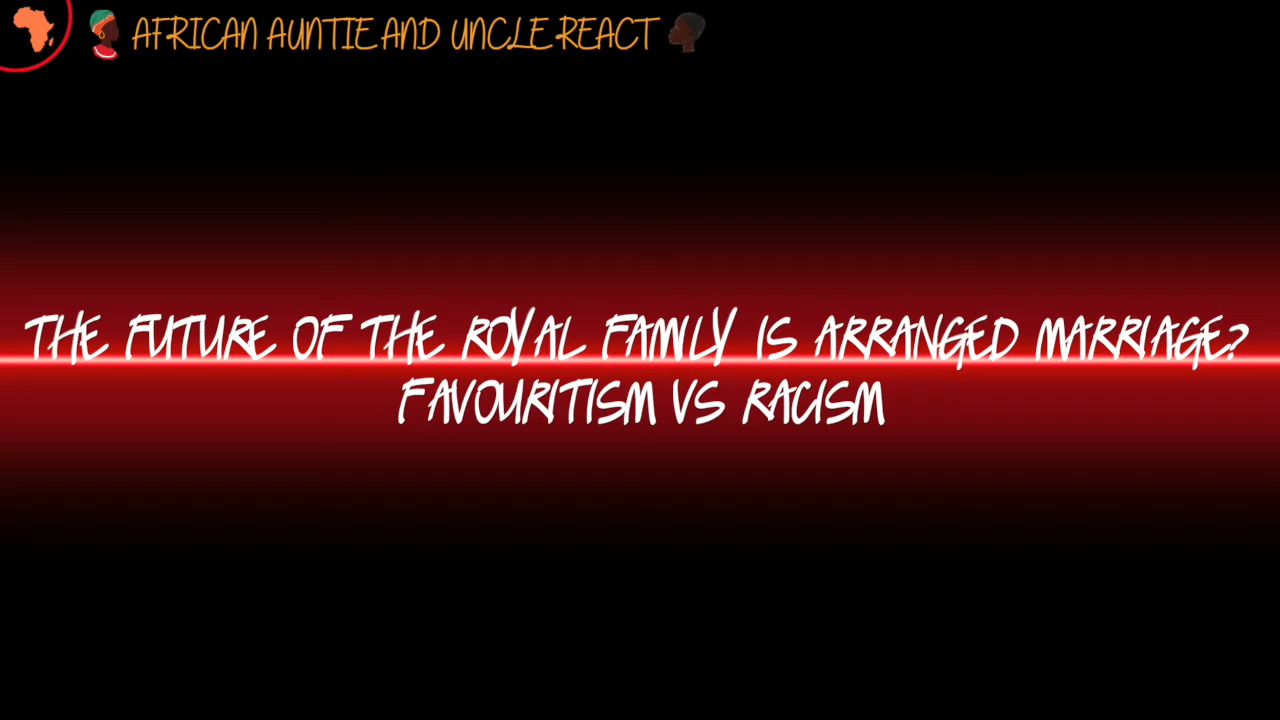 AFRICAN AUNTIE AND UNCLE REACT
THE FUTURE OF THE ROYAL FAMILY IS ARRANGED MARRIAGE?
FAVOURITISM VS RACISM